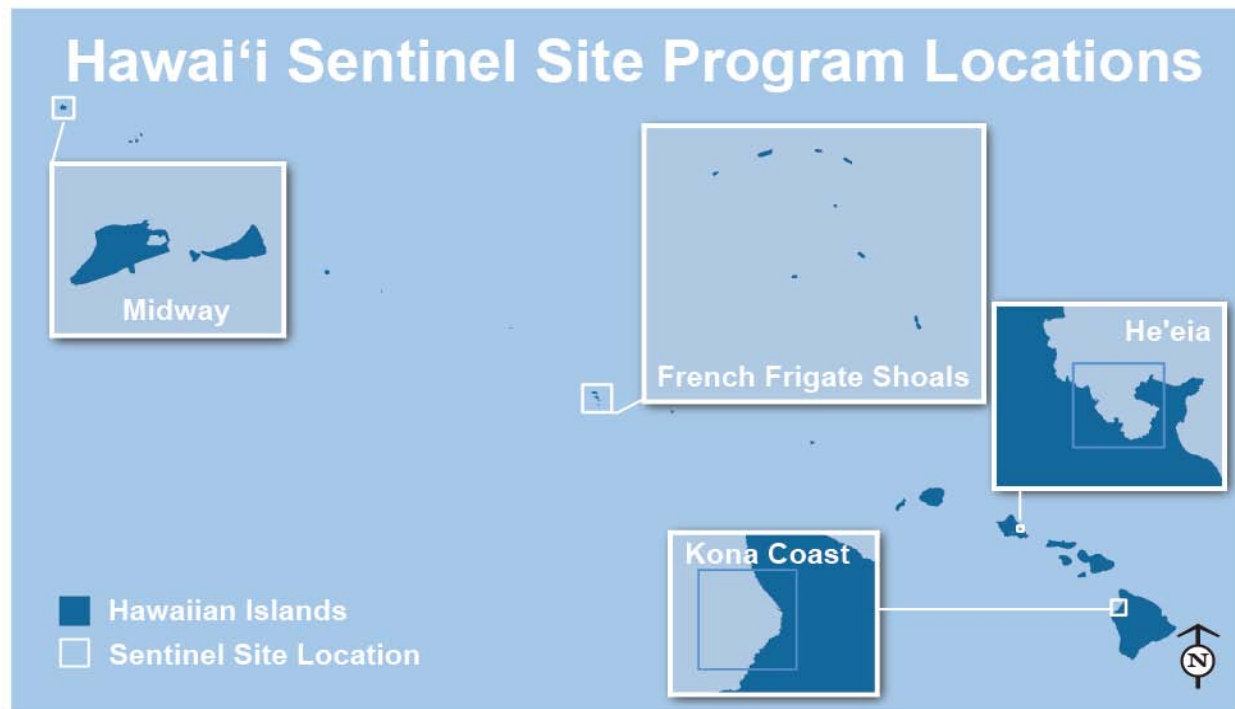 Hawai‘i Sentinel Site Program Locations
Midway
French Frigate Shoals
He'eia
Kona Coast
Hawaiian Islands
Sentinel Site Location
N